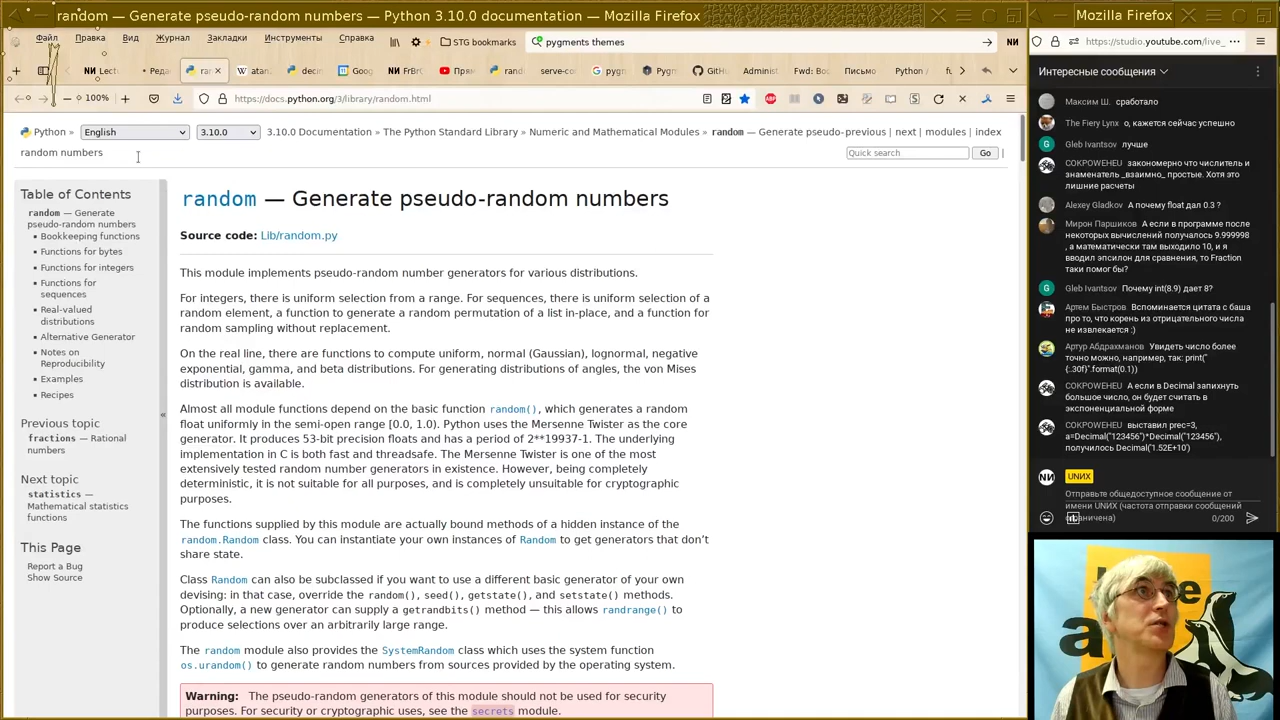 random — Generate pseudo-random numbers — Python 3.10.0 documentation — Mozilla Firefox
Mozilla Firefox
Файл Правка Вид Журнал Закладки Инструменты Справка
STG bookmarks
pygments themes
100%
https://docs.python.org/3/library/random.html
Python » English 3.10.0 3.10.0 Documentation » The Python Standard Library » Numeric and Mathematical Modules » random — Generate pseudo-random numbers
previous | next | modules | index
Quick search Go |
Table of Contents
random — Generate
pseudo-random numbers
Bookkeeping functions
Functions for bytes
Functions for integers
Functions for
sequences
Real-valued
distributions
Alternative Generator
Notes on
Reproducibility
Examples
Recipes
Previous topic
fractions — Rational
numbers
Next topic
statistics —
Mathematical statistics
functions
This Page
Report a Bug
Show Source
«
random — Generate pseudo-random numbers
Source code: Lib/random.py
This module implements pseudo-random number generators for various distributions.
For integers, there is uniform selection from a range. For sequences, there is uniform selection of a
random element, a function to generate a random permutation of a list in-place, and a function for
random sampling without replacement.
On the real line, there are functions to compute uniform, normal (Gaussian), lognormal, negative
exponential, gamma, and beta distributions. For generating distributions of angles, the von Mises
distribution is available.
Almost all module functions depend on the basic function random(), which generates a random
float uniformly in the semi-open range [0.0, 1.0). Python uses the Mersenne Twister as the core
generator. It produces 53-bit precision floats and has a period of 2**19937-1. The underlying
implementation in C is both fast and threadsafe. The Mersenne Twister is one of the most
extensively tested random number generators in existence. However, being completely
deterministic, it is not suitable for all purposes, and is completely unsuitable for cryptographic
purposes.
The functions supplied by this module are actually bound methods of a hidden instance of the
random.Random class. You can instantiate your own instances of Random to get generators that don’t
share state.
Class Random can also be subclassed if you want to use a different basic generator of your own
devising: in that case, override the random(), seed(), getstate(), and setstate() methods.
Optionally, a new generator can supply a getrandbits() method — this allows randrange() to
produce selections over an arbitrarily large range.
The random module also provides the SystemRandom class which uses the system function
os.urandom() to generate random numbers from sources provided by the operating system.
Warning: The pseudo-random generators of this module should not be used for security
purposes. For security or cryptographic uses, see the secrets module.
https://studio.youtube.com/live_
Интересные сообщения
Максим Ш. сработало
The Fiery Lynx о, кажется сейчас успешно
Gleb Ivantsov лучше
COKPOWEHEU закономерно что числитель и
знаменатель _взаимно_ простые. Хотя это
лишние расчеты
Alexey Gladkov А почему float дал 0.3 ?
Мирон Паршиков А если в программе после
некоторых вычислений получалось 9.999998
, а математически там выходило 10, и я
вводил эпсилон для сравнения, то Fraction
таки помог бы?
Gleb Ivantsov Почему int(8.9) дает 8?
Артем Быстров Вспоминается цитата с баша
про то, что корень из отрицательного числа
не извлекается :)
Артур Абдрахманов Увидеть число более
точно можно, например, так: print("
{:.30f}".format(0.1))
COKPOWEHEU А если в Decimal запихнуть
большое число, он будет считать в
экспоненциальной форме
COKPOWEHEU выставил prec=3,
a=Decimal("123456")*Decimal("123456"),
получилось Decimal('1.52E+10')
UNИX
Отправьте общедоступное сообщение от
имени UNИX (частота отправки сообщений
ограничена)
0/200